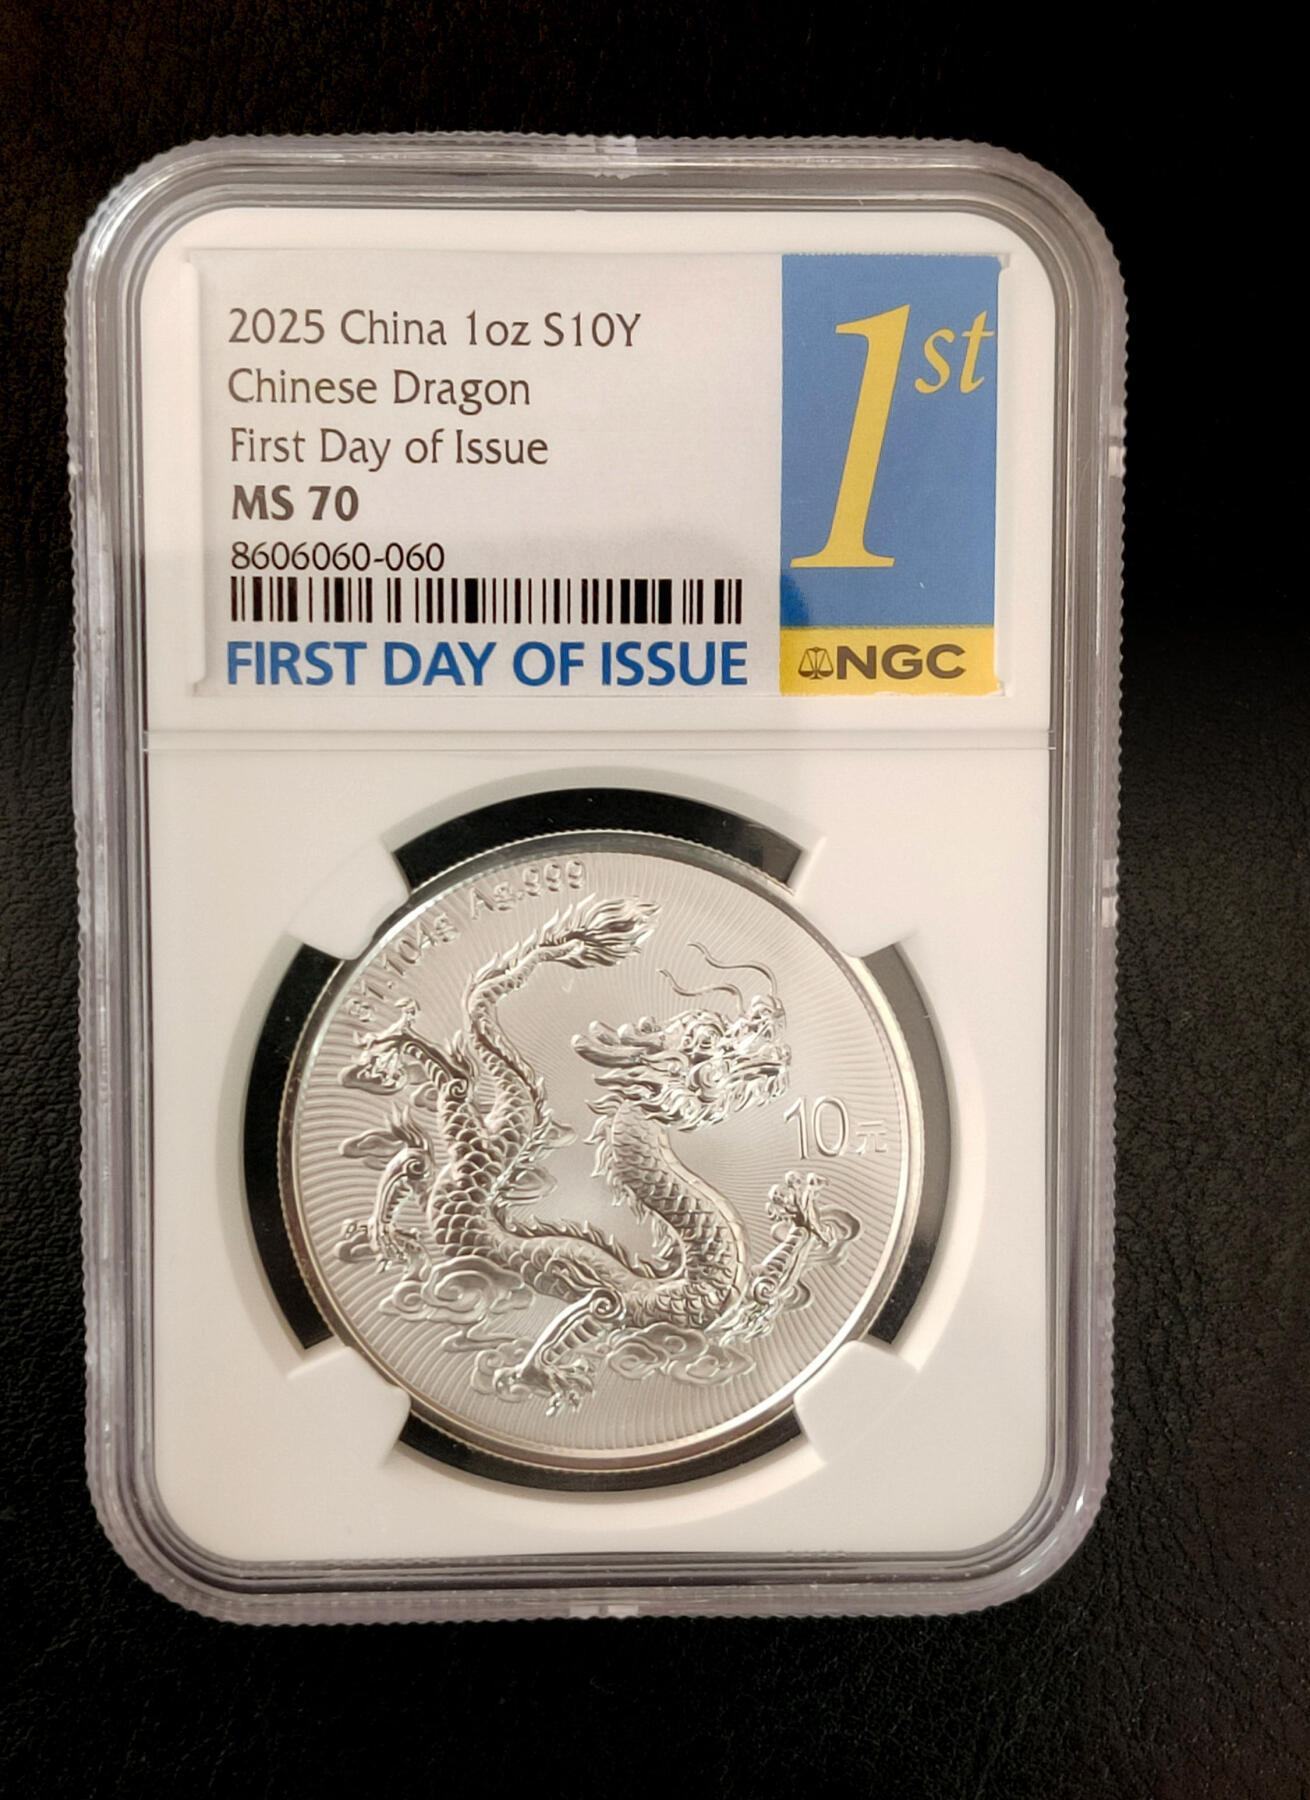 2025 China 1oz S10Y
Chinese Dragon
First Day of Issue
MS 70
8606060-060
FIRST DAY OF ISSUE
1st
NGC
31.104g Ag.999
10元